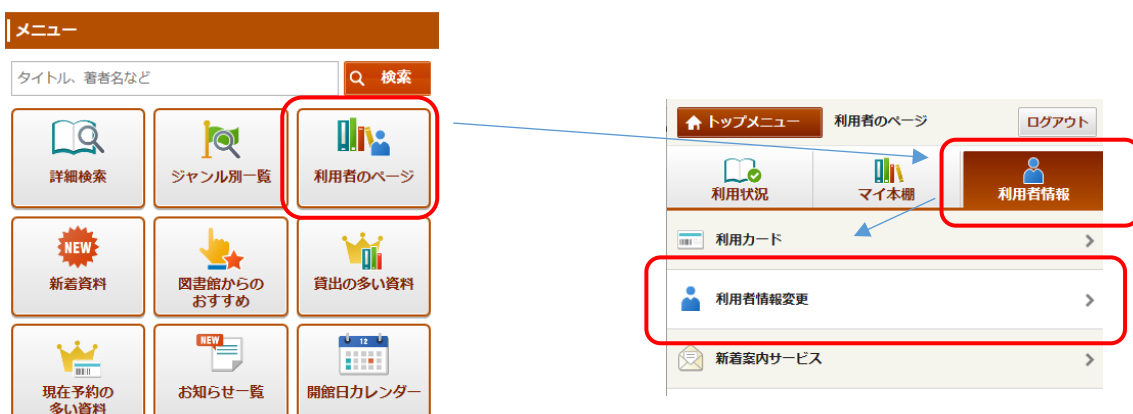 メニュー
タイトル、著者名など
検索
詳細検索
ジャンル別一覧
利用者のページ
NEW
新着資料
図書館からの
おすすめ
貸出の多い資料
現在予約の
多い資料
NEW
お知らせ一覧
12
開館日カレンダー
トップメニュー
利用者のページ
ログアウト
利用状況
マイ本棚
利用者情報
利用カード
利用者情報変更
新着案内サービス